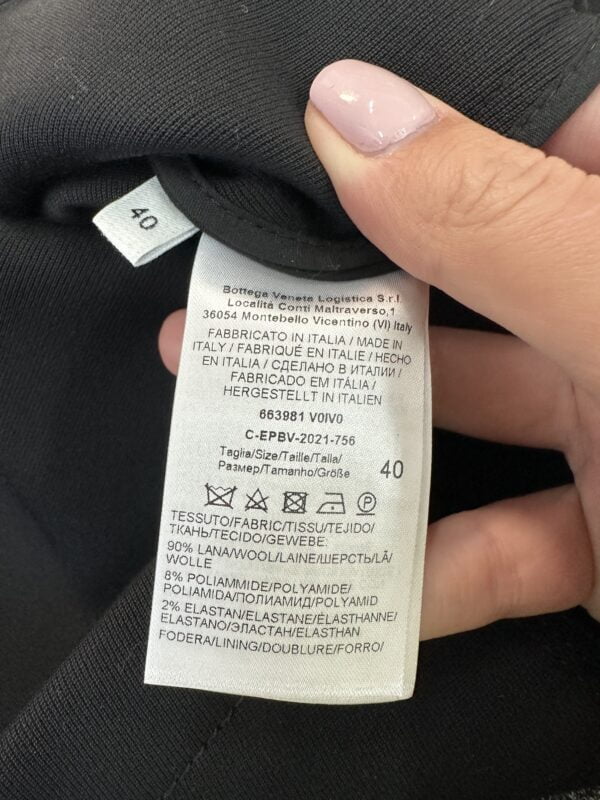 40
Bottega Veneta Logistica S.r.l.
Località Conti Maltraverso,1
36054 Montebello Vicentino (VI) Italy
FABBRICATO IN ITALIA / MADE IN
ITALY / FABRIQUÉ EN ITALIE / HECHO
EN ITALIA / СДЕЛАНО В ИТАЛИИ /
FABRICADO EM ITÁLIA /
HERGESTELLT IN ITALIEN
663981 V0IV0
C-EPBV-2021-756
Taglia/Size/Taille/Talla/
Размер/Tamanho/Größe 40
P
TESSUTO/FABRIC/TISSU/TEJIDO/
ТКАНЬ/TECIDO/GEWEBE:
90% LANA/WOOL/LAINE/ШЕРСТЬ/LÃ/
WOLLE
8% POLIAMMIDE/POLYAMIDE/
POLIAMIDA/ПОЛИАМИД/POLYAMID
2% ELASTAN/ELASTANE/ÉLASTHANNE/
ELASTANO/ЭЛАСТАН/ELASTHAN
FODERA/LINING/DOUBLURE/FORRO/